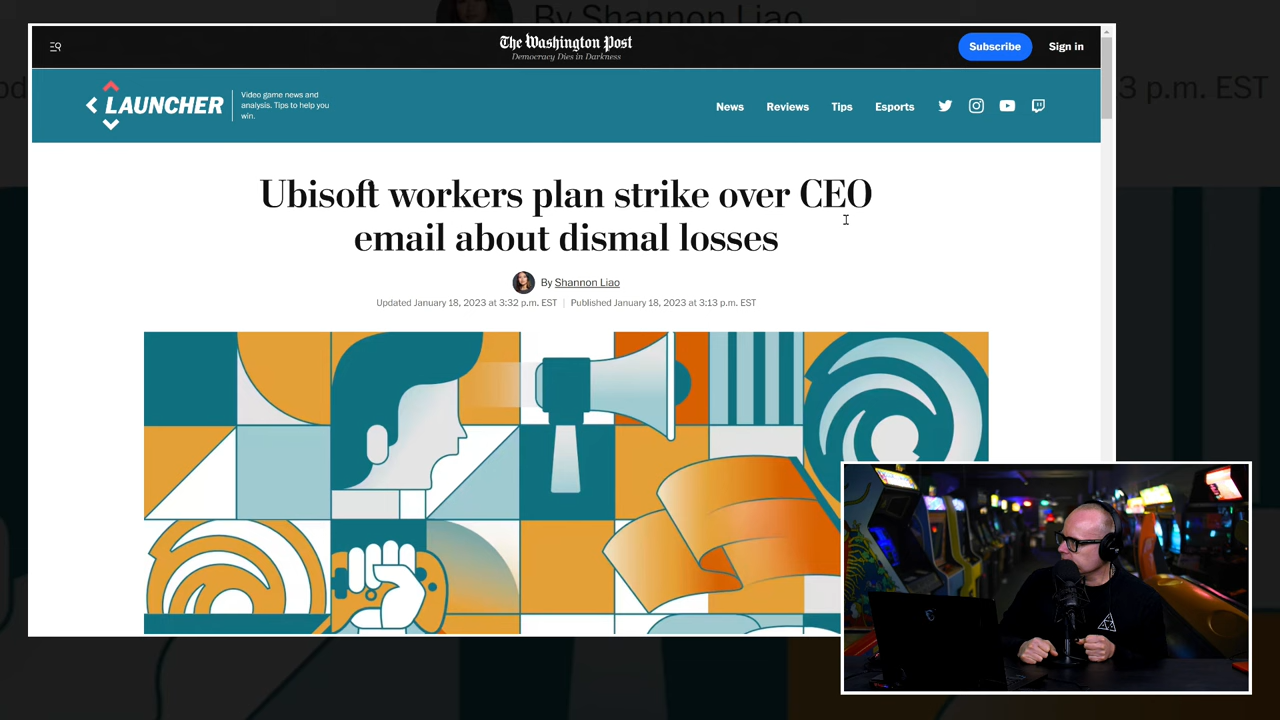 By Shannon Liao
3 p.m. EST
The Washington Post
Democracy Dies in Darkness
Subscribe
Sign in
LAUNCHER
Video game news and
analysis. Tips to help you
win.
News
Reviews
Tips
Esports
Ubisoft workers plan strike over CEO
email about dismal losses
By Shannon Liao
Updated January 18, 2023 at 3:32 p.m. EST | Published January 18, 2023 at 3:13 p.m. EST